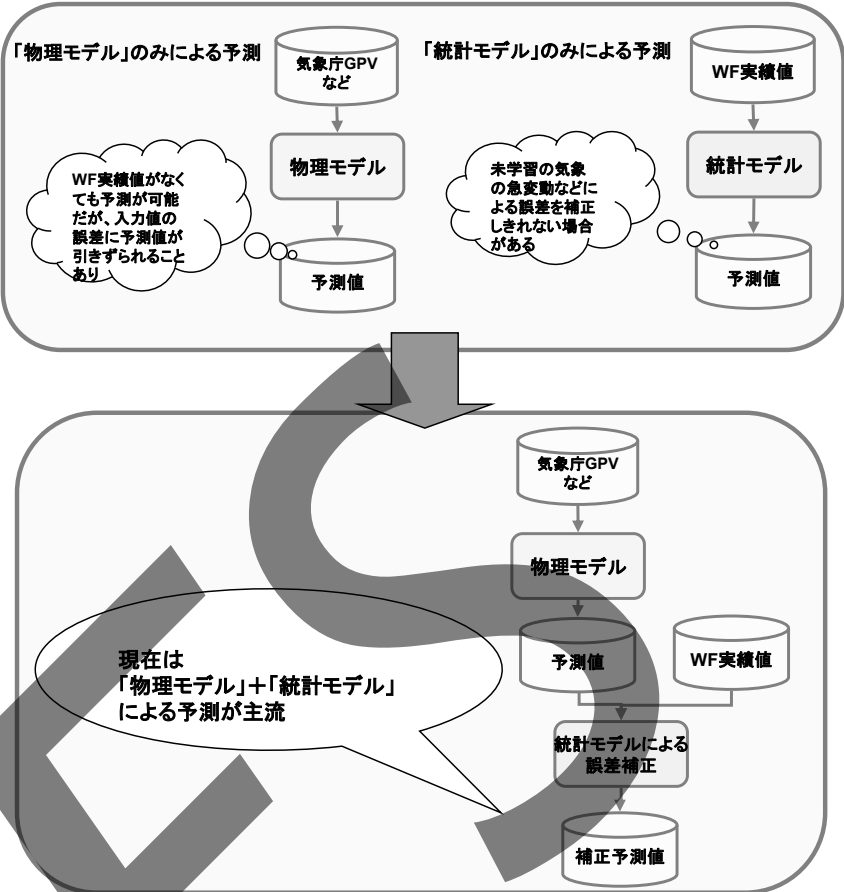 「物理モデル」のみによる予測
気象庁GPV
など
物理モデル
予測値
WF実績値がなく
ても予測が可能
だが、入力値の
誤差に予測値が
引きずられること
あり
「統計モデル」のみによる予測
WF実績値
統計モデル
予測値
未学習の気象
の急変動などに
よる誤差を補正
しきれない場合
がある
気象庁GPV
など
物理モデル
予測値
WF実績値
統計モデルによる
誤差補正
補正予測値
現在は
「物理モデル」＋「統計モデル」
による予測が主流